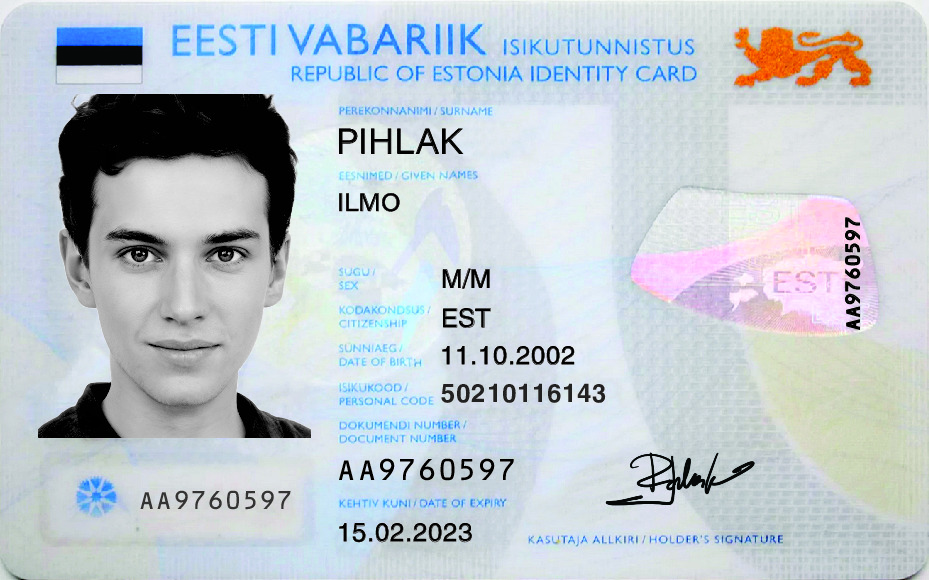 EESTI VABARIIK ISIKUTUNNISTUS
REPUBLIC OF ESTONIA IDENTITY CARD
PEREKONNANIMI / SURNAME
PIHLAK
EESNIMED / GIVEN NAMES
ILMO
SUGU /
SEX
M/M
KODAKONDSUS /
CITIZENSHIP
EST
SÜNNIAEG /
DATE OF BIRTH
11.10.2002
ISIKUKOOD /
PERSONAL CODE
50210116143
DOKUMENDI NUMBER /
DOCUMENT NUMBER
AA9760597
KEHTIV KUNI / DATE OF EXPIRY
15.02.2023
AA9760597
EST
AA9760597
KASUTAJA ALLKIRI / HOLDER'S SIGNATURE